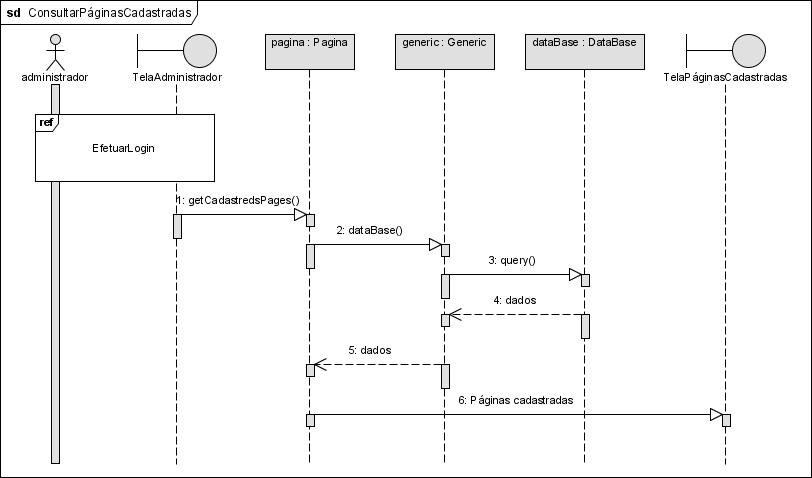 sd ConsultarPáginasCadastradas
administrador
TelaAdministrador
pagina : Pagina
generic : Generic
dataBase : DataBase
TelaPáginasCadastradas
ref
EfetuarLogin
1: getCadastredsPages()
2: dataBase()
3: query()
4: dados
5: dados
6: Páginas cadastradas